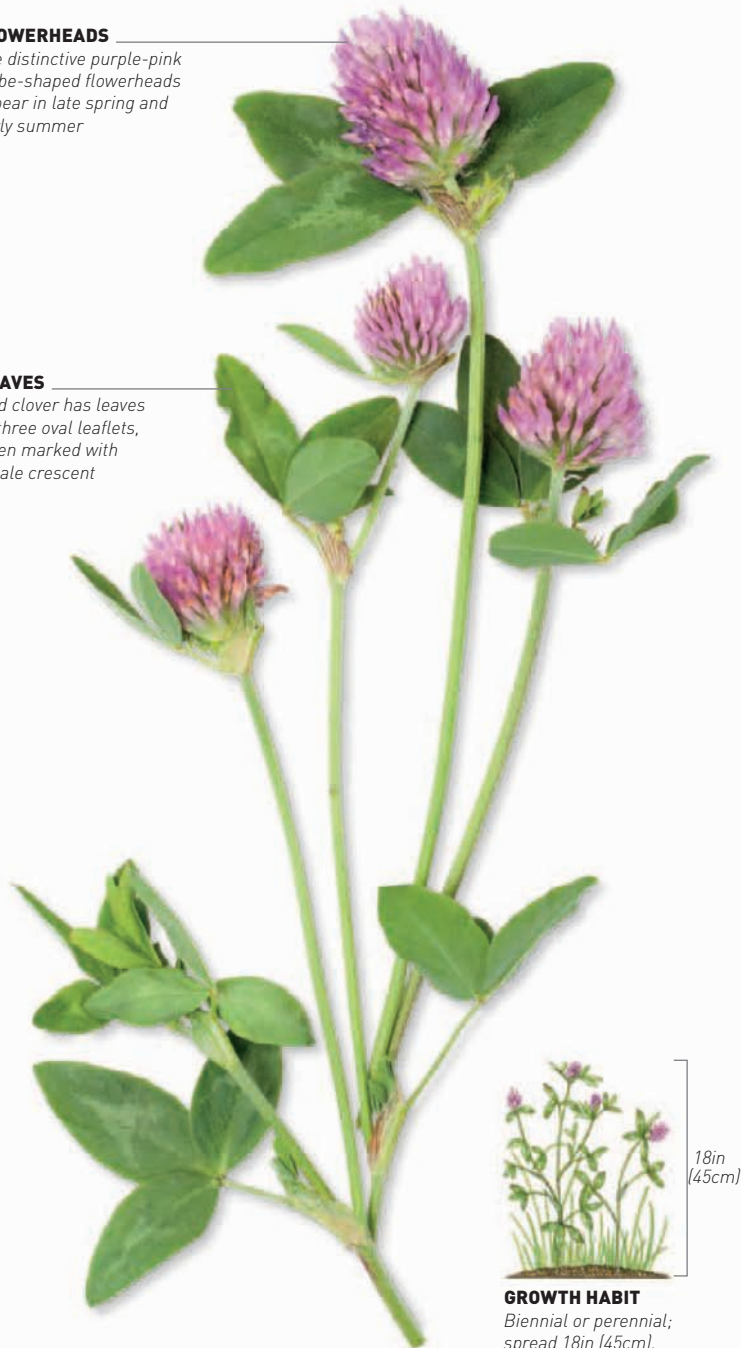 OWERHEADS
e distinctive purple-pink
be-shaped flowerheads
pear in late spring and
ly summer
AVES
d clover has leaves
three oval leaflets,
en marked with
ale crescent
18in
(45cm)
GROWTH HABIT
Biennial or perennial;
spread 18in (45cm).